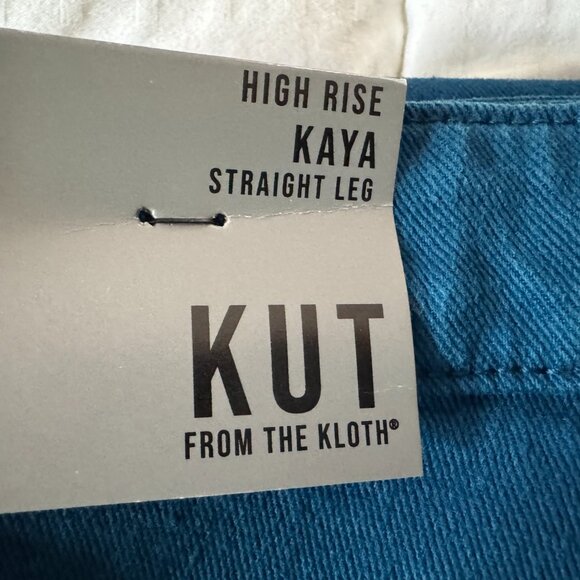 HIGH RISE
KAYA
STRAIGHT LEG
KUT
FROM THE KLOTH®